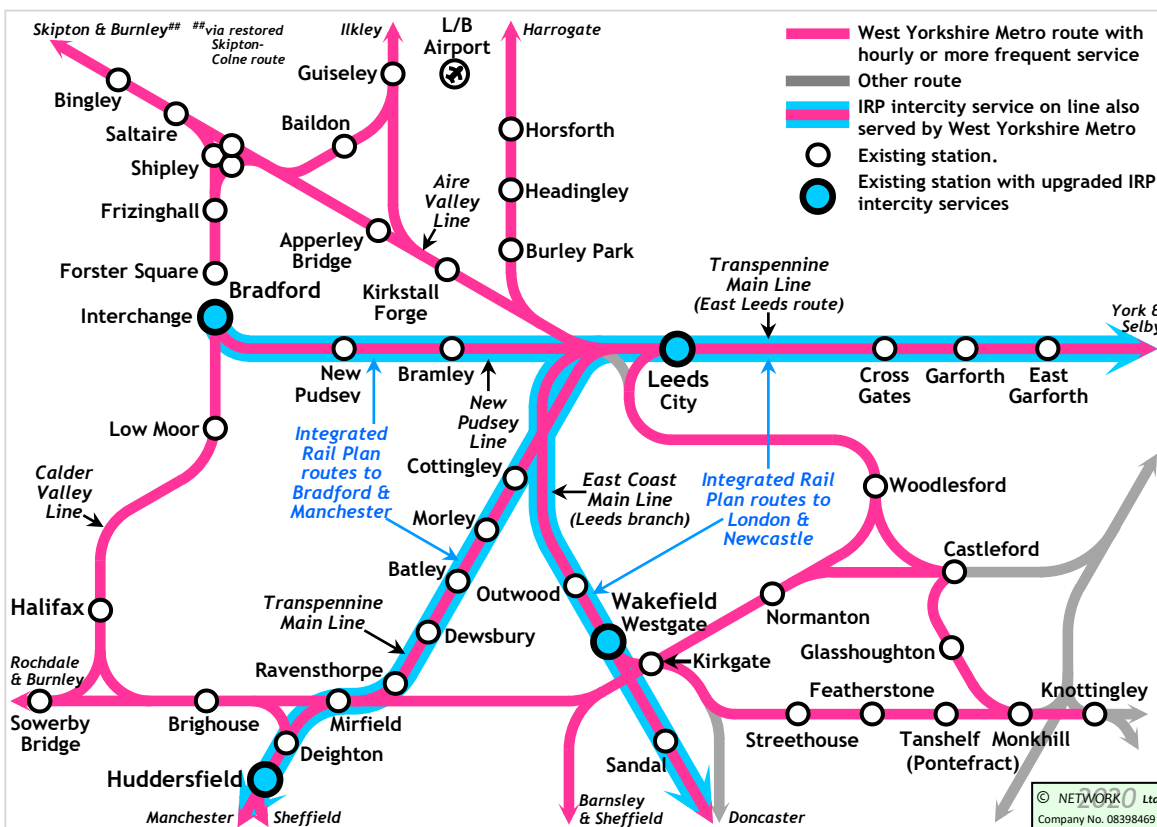 Skipton & Burnley##
##via restored
Skipton-
Colne route
Ilkley
L/B
Airport
Harrogate
West Yorkshire Metro route with
hourly or more frequent service
Other route
IRP intercity service on line also
served by West Yorkshire Metro
Existing station.
Existing station with upgraded IRP
intercity services
Guiseley
Bingley
Saltaire
Baildon
Shipley
Horsforth
Headingley
Burley Park
Frizinghall
Aire
Valley
Line
Apperley
Bridge
Kirkstall
Forge
Forster Square
Bradford
Interchange
Transpennine
Main Line
(East Leeds route)
York &
Selby
New
Pudsey
Bramley
New
Pudsey
Line
Leeds
City
Cross
Gates
Garforth
East
Garforth
Low Moor
Integrated
Rail Plan
routes to
Bradford &
Manchester
Cottingley
Calder
Valley
Line
East Coast
Main Line
(Leeds branch)
Integrated Rail
Plan routes to
London &
Newcastle
Woodlesford
Morley
Castleford
Batley
Outwood
Halifax
Transpennine
Main Line
Dewsbury
Wakefield
Westgate
Normanton
Kirkgate
Glasshoughton
Ravensthorpe
Rochdale
& Burnley
Sowerby
Bridge
Brighouse
Mirfield
Featherstone
Knottingley
Streethouse
Tanshelf
(Pontefract)
Monkhill
Deighton
Sandal
Huddersfield
Manchester
Sheffield
Barnsley
& Sheffield
Doncaster
© NETWORK 2020 Ltd
Company No. 08398469